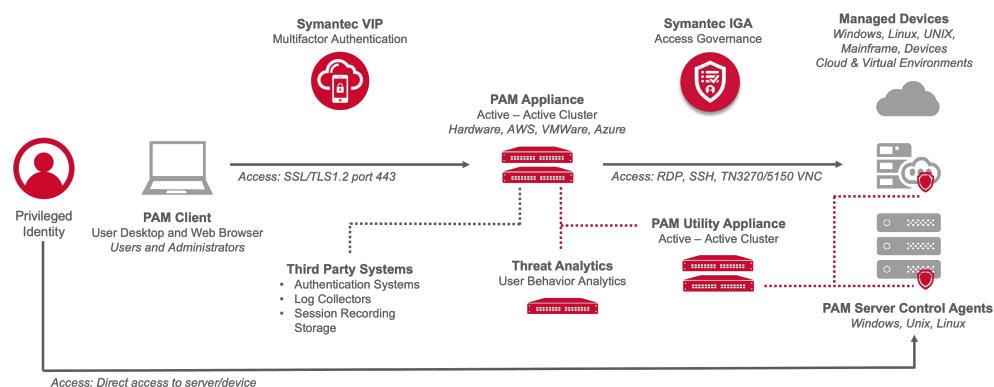 Symantec VIP
Multifactor Authentication
Symantec IGA
Access Governance
Managed Devices
Windows, Linux, UNIX,
Mainframe, Devices
Cloud & Virtual Environments
PAM Appliance
Active – Active Cluster
Hardware, AWS, VMWare, Azure
Access: SSL/TLS1.2 port 443
Access: RDP, SSH, TN3270/5150 VNC
Privileged
Identity
PAM Client
User Desktop and Web Browser
Users and Administrators
PAM Utility Appliance
Active – Active Cluster
Third Party Systems
• Authentication Systems
• Log Collectors
• Session Recording
Storage
Threat Analytics
User Behavior Analytics
PAM Server Control Agents
Windows, Unix, Linux
Access: Direct access to server/device